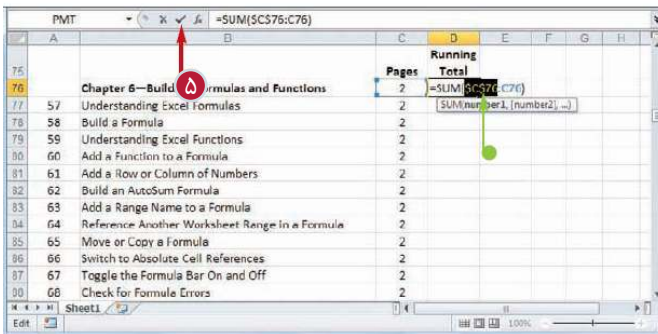 PMT =SUM($C$76:C76)
A B C D E F G H
75 Pages Running Total
76 Chapter 6—Build ۵ ormulas and Functions 2 =SUM($C$76:C76)
77 57 Understanding Excel Formulas 2 SUM(number1, [number2], ...)
78 58 Build a Formula 2
79 59 Understanding Excel Functions 2
80 60 Add a Function to a Formula 2
81 61 Add a Row or Column of Numbers 2
82 62 Build an AutoSum Formula 2
83 63 Add a Range Name to a Formula 2
84 64 Reference Another Worksheet Range in a Formula 2
85 65 Move or Copy a Formula 2
86 66 Switch to Absolute Cell References 2
87 67 Toggle the Formula Bar On and Off 2
88 68 Check for Formula Errors 2
Sheet1
Edit 100%